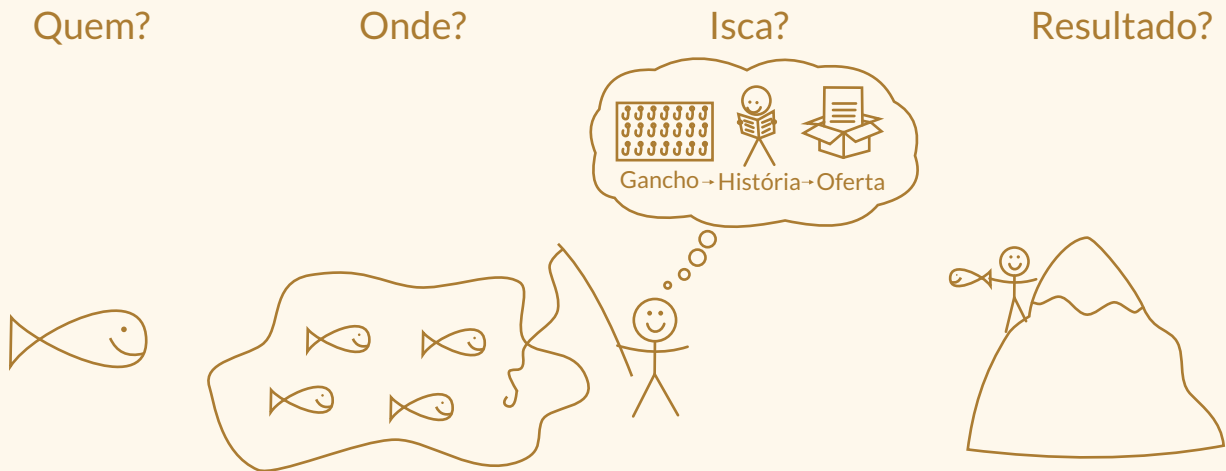 Quem? Onde? Isca? Resultado?
Gancho → História → Oferta